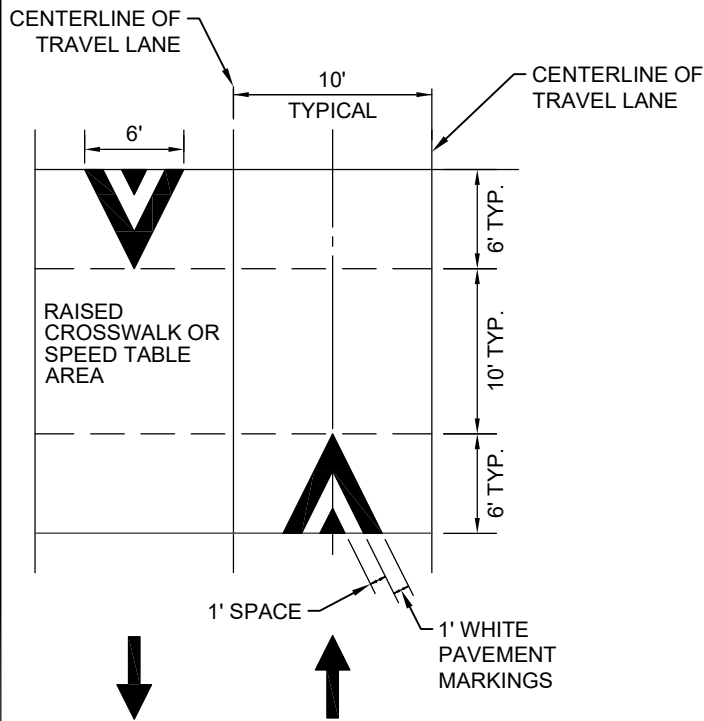 CENTERLINE OF
TRAVEL LANE
10'
TYPICAL
CENTERLINE OF
TRAVEL LANE
6'
6' TYP.
RAISED
CROSSWALK OR
SPEED TABLE
AREA
10' TYP.
6' TYP.
1' SPACE
1' WHITE
PAVEMENT
MARKINGS